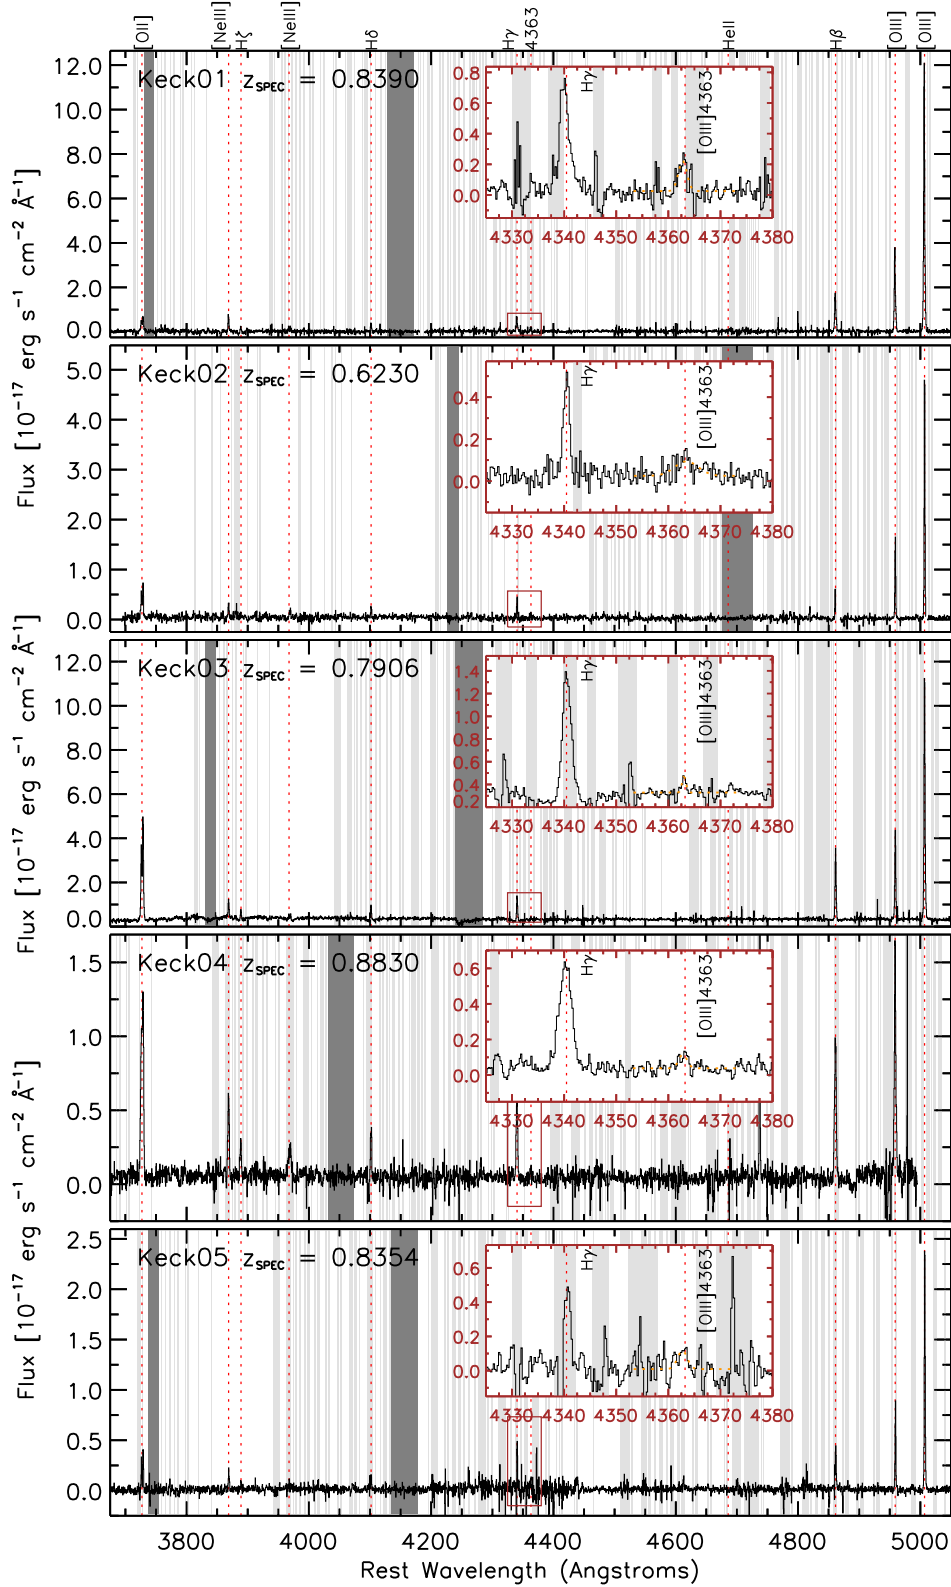 [OII] [NeIII] Hζ [NeIII] Hδ Hγ 4363 HeII Hβ [OIII] [OIII]
Keck01 zSPEC = 0.8390
12.0
10.0
8.0
6.0
4.0
2.0
0.0
0.8
0.6
0.4
0.2
0.0
Hγ
[OIII]4363
4330 4340 4350 4360 4370 4380
Flux [10⁻¹⁷ erg s⁻¹ cm⁻² Å⁻¹]
Keck02 zSPEC = 0.6230
5.0
4.0
3.0
2.0
1.0
0.0
0.4
0.2
0.0
Hγ
[OIII]4363
4330 4340 4350 4360 4370 4380
Keck03 zSPEC = 0.7906
12.0
10.0
8.0
6.0
4.0
2.0
0.0
1.4
1.2
1.0
0.8
0.6
0.4
0.2
Hγ
[OIII]4363
4330 4340 4350 4360 4370 4380
Flux [10⁻¹⁷ erg s⁻¹ cm⁻² Å⁻¹]
Keck04 zSPEC = 0.8830
1.5
1.0
0.5
0.0
0.6
0.4
0.2
0.0
Hγ
[OIII]4363
4330 4340 4350 4360 4370 4380
Flux [10⁻¹⁷ erg s⁻¹ cm⁻² Å⁻¹]
Keck05 zSPEC = 0.8354
2.5
2.0
1.5
1.0
0.5
0.0
0.6
0.4
0.2
0.0
Hγ
[OIII]4363
4330 4340 4350 4360 4370 4380
3800 4000 4200 4400 4600 4800 5000
Rest Wavelength (Angstroms)